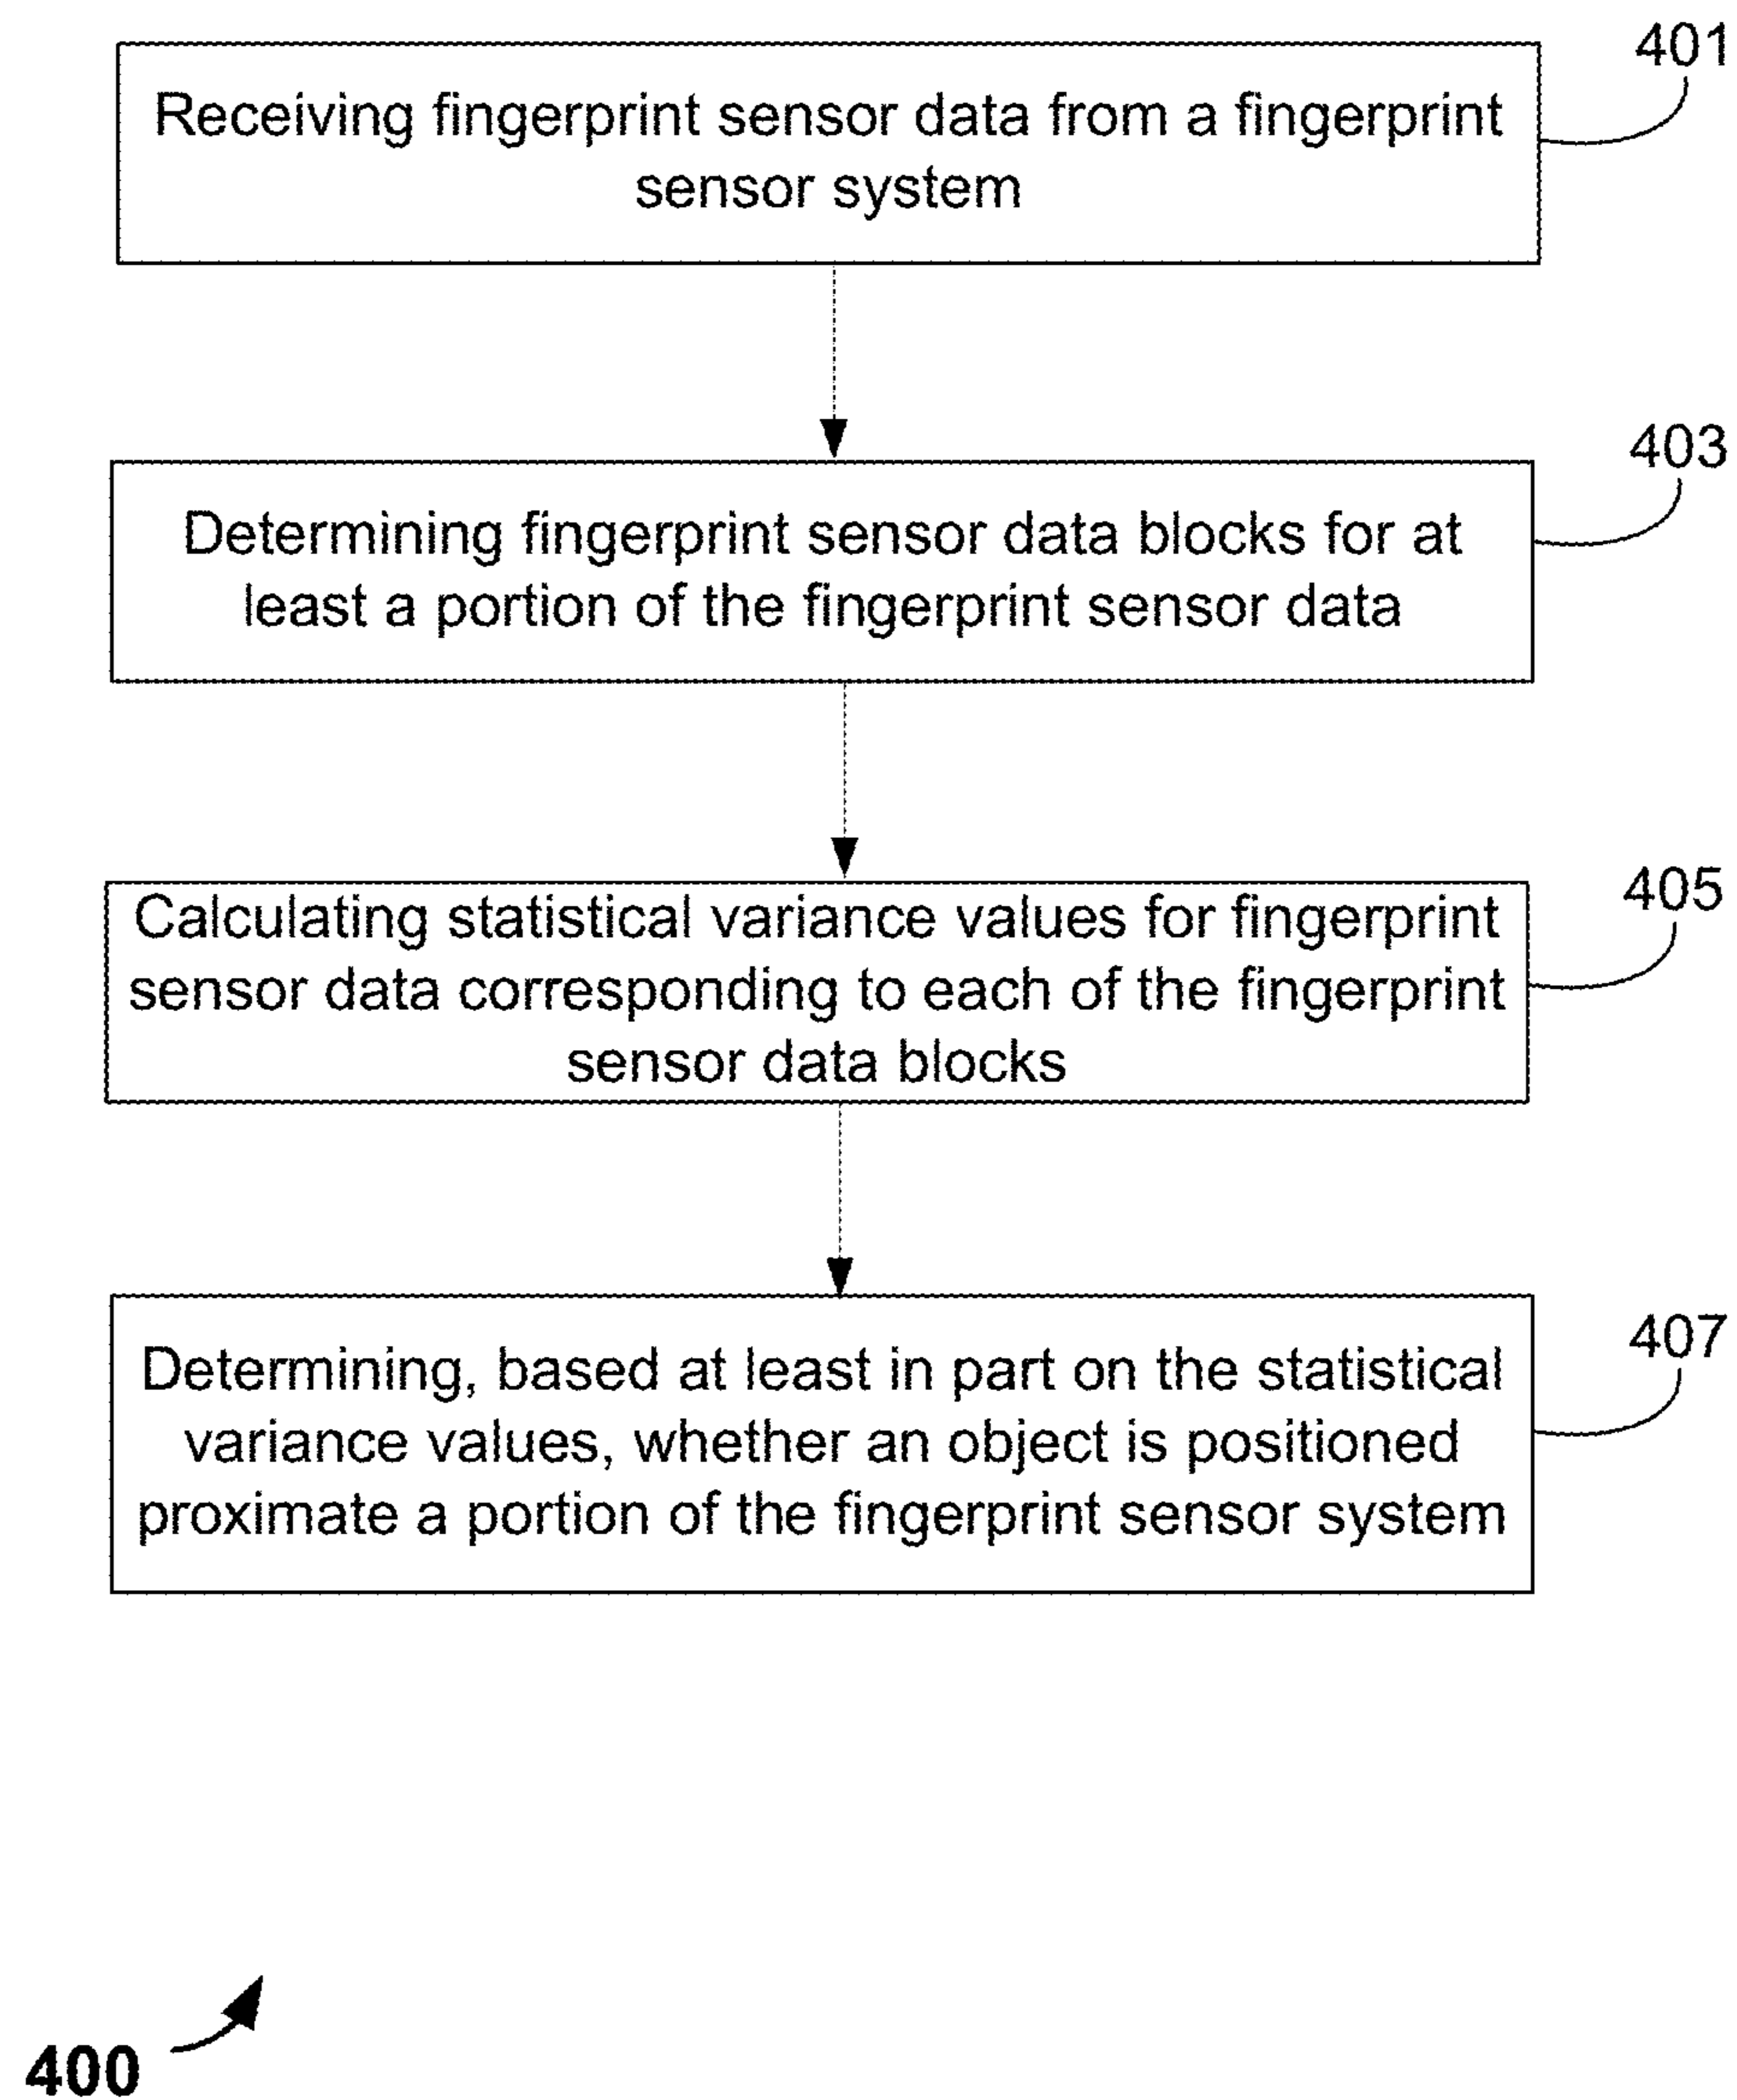 401
Receiving fingerprint sensor data from a fingerprint
sensor system
403
Determining fingerprint sensor data blocks for at
least a portion of the fingerprint sensor data
405
Calculating statistical variance values for fingerprint
sensor data corresponding to each of the fingerprint
sensor data blocks
407
Determining, based at least in part on the statistical
variance values, whether an object is positioned
proximate a portion of the fingerprint sensor system
400